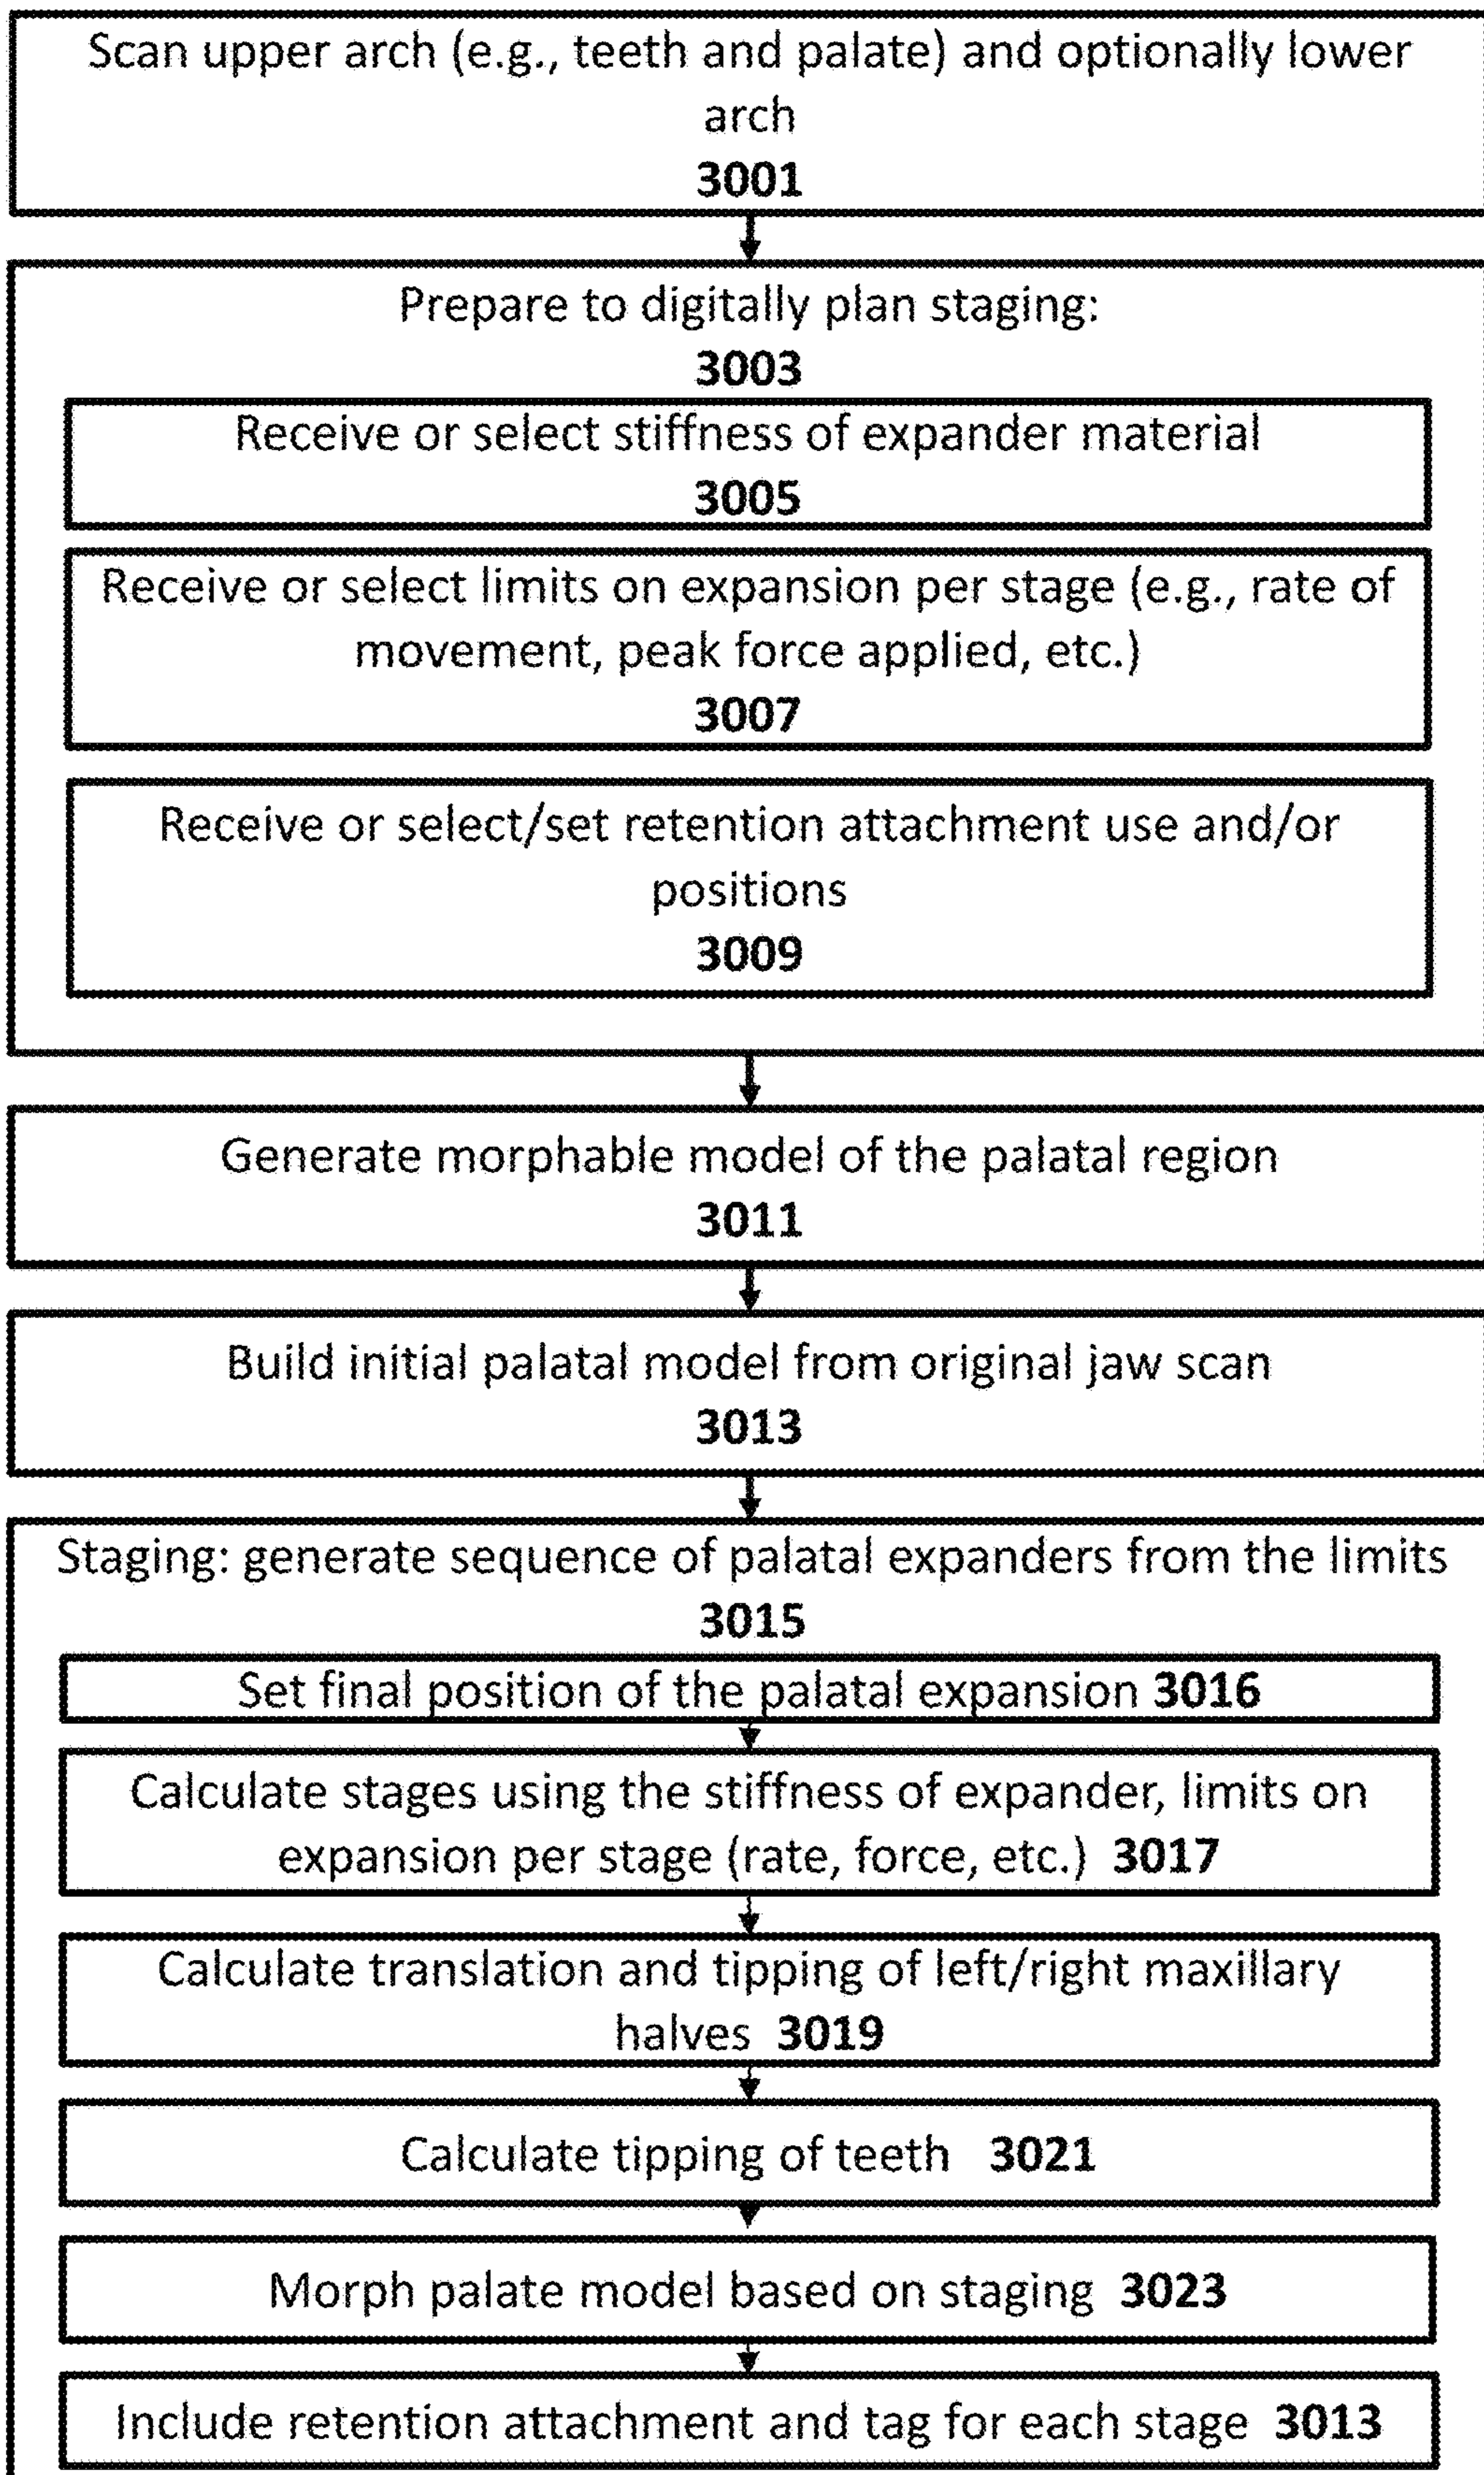 Scan upper arch (e.g., teeth and palate) and optionally lower
arch
3001
Prepare to digitally plan staging:
3003
Receive or select stiffness of expander material
3005
Receive or select limits on expansion per stage (e.g., rate of
movement, peak force applied, etc.)
3007
Receive or select/set retention attachment use and/or
positions
3009
Generate morphable model of the palatal region
3011
Build initial palatal model from original jaw scan
3013
Staging: generate sequence of palatal expanders from the limits
3015
Set final position of the palatal expansion 3016
Calculate stages using the stiffness of expander, limits on
expansion per stage (rate, force, etc.) 3017
Calculate translation and tipping of left/right maxillary
halves 3019
Calculate tipping of teeth 3021
Morph palate model based on staging 3023
Include retention attachment and tag for each stage 3013